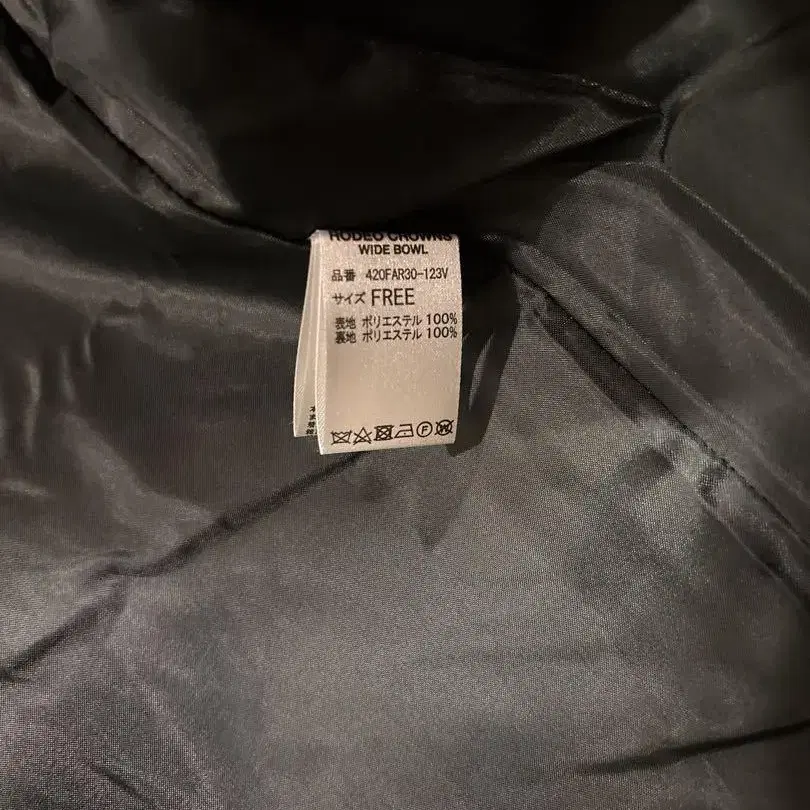 RODEO CROWNS
WIDE BOWL
品番 420FAR30-123V
サイズ FREE
表地 ポリエステル 100%
裏地 ポリエステル 100%